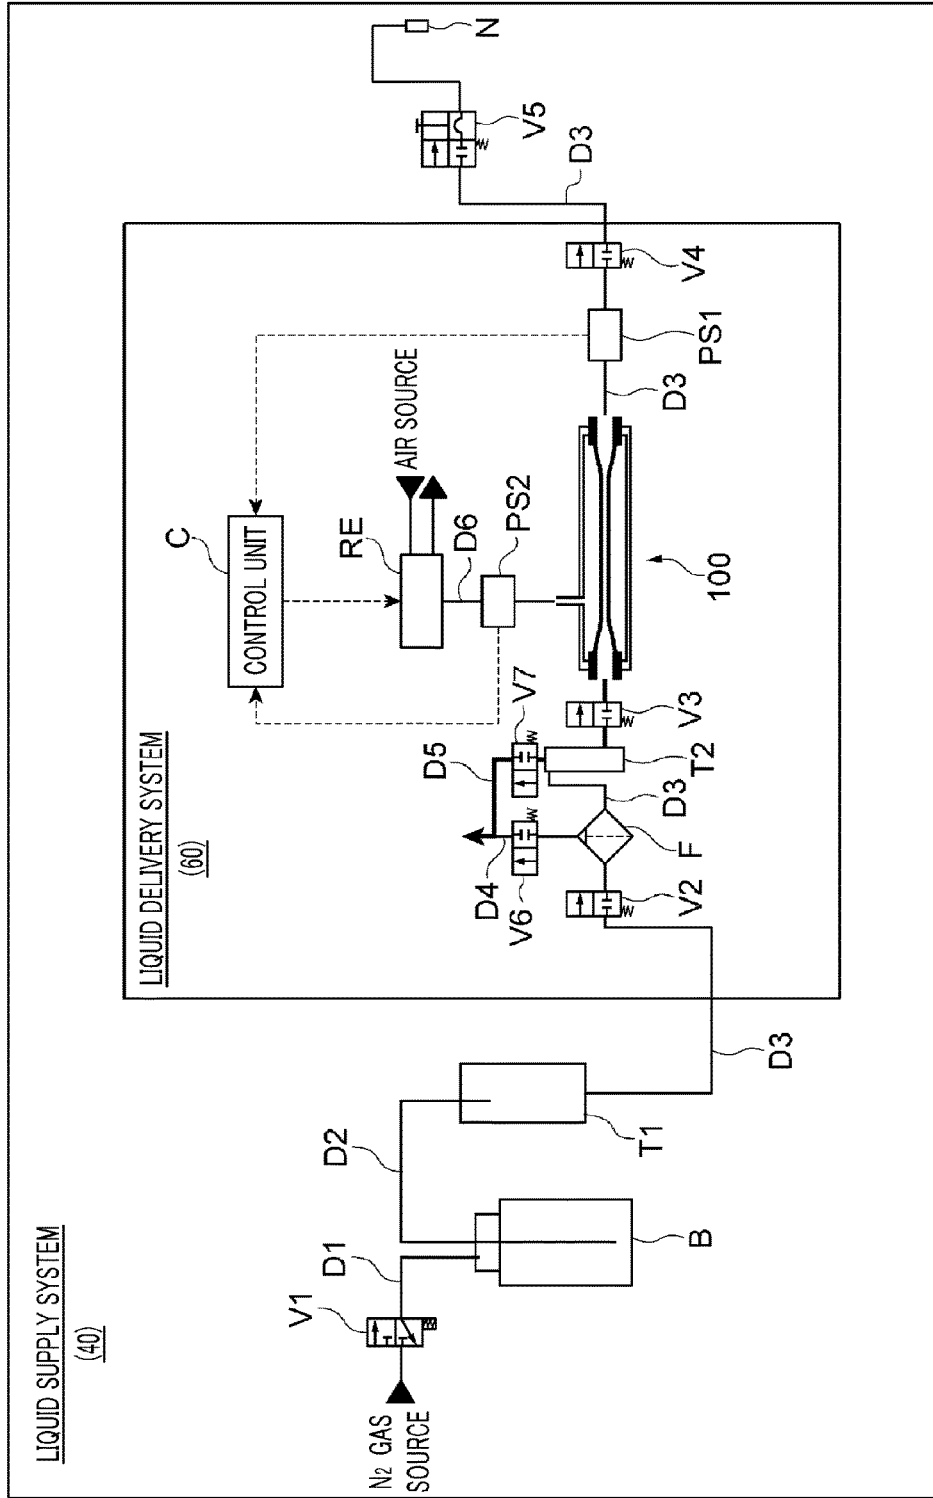 LIQUID SUPPLY SYSTEM
(40)
LIQUID DELIVERY SYSTEM
(60)
C
CONTROL UNIT
RE
AIR SOURCE
D6
PS2
N
V5
D3
V4
PS1
D3
100
V7
D5
V3
T2
D3
F
D4
V6
V2
D3
D2
T1
D1
B
V1
N2 GAS
SOURCE